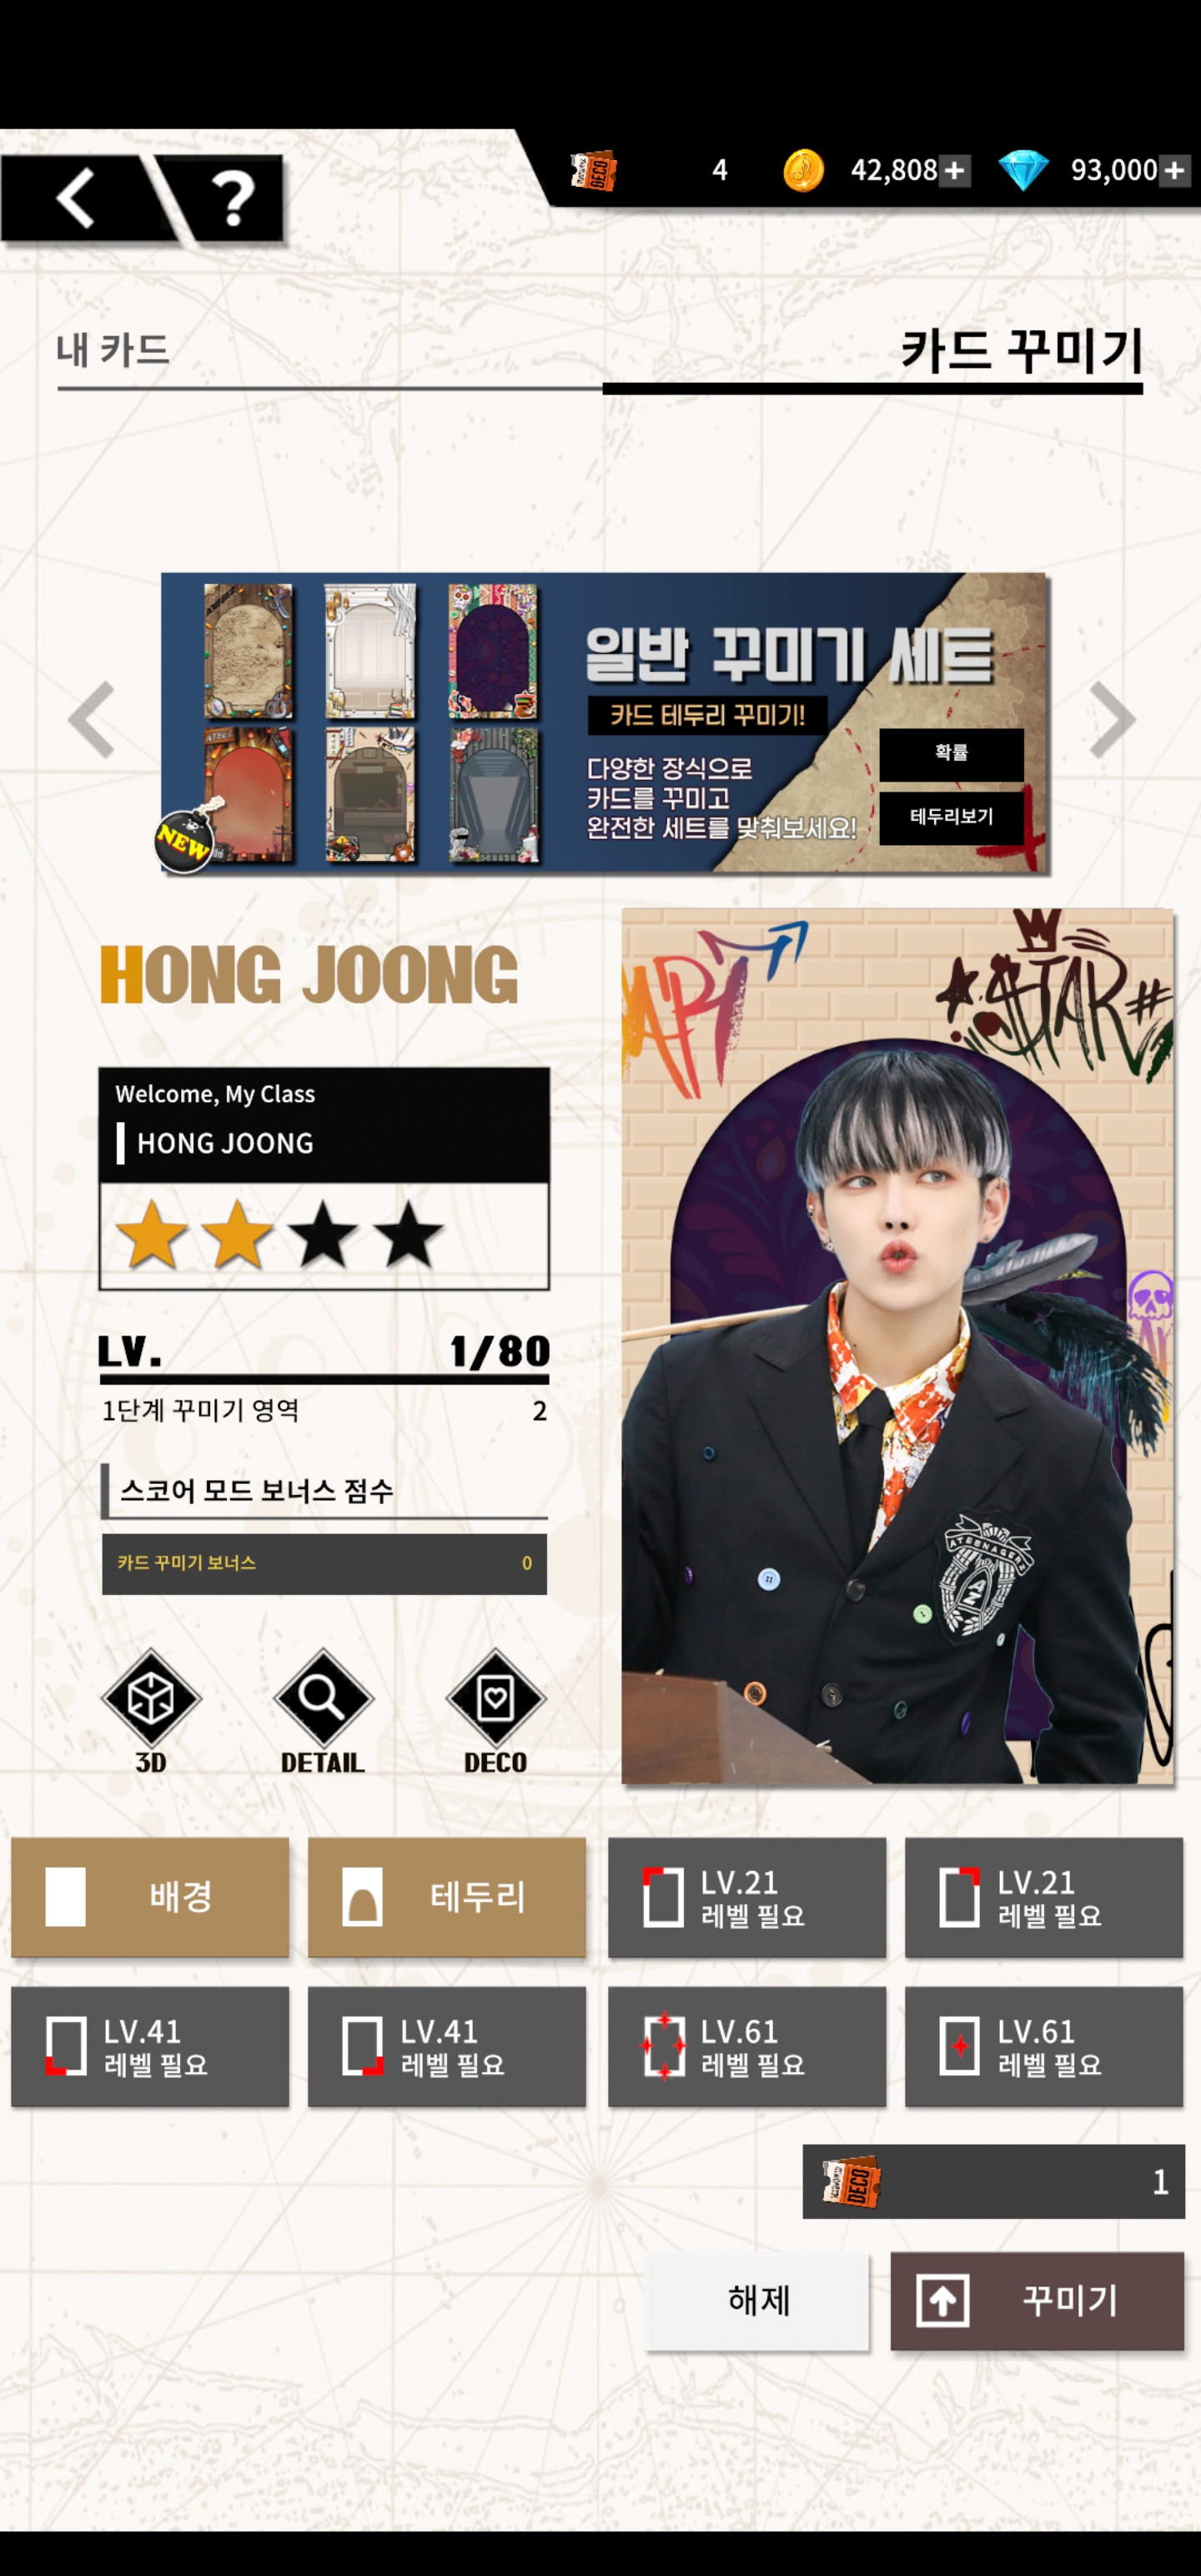 DECO
4
42,808
93,000
내 카드
카드 꾸미기
일반 꾸미기 세트
카드 테두리 꾸미기!
다양한 장식으로
카드를 꾸미고
완전한 세트를 맞춰보세요!
확률
테두리보기
NEW
HONG JOONG
Welcome, My Class
HONG JOONG
LV. 1/80
1단계 꾸미기 영역 2
스코어 모드 보너스 점수
카드 꾸미기 보너스 0
3D
DETAIL
DECO
STAR#
ATEENAGERZ
AZ
배경
테두리
LV.21
레벨 필요
LV.21
레벨 필요
LV.41
레벨 필요
LV.41
레벨 필요
LV.61
레벨 필요
LV.61
레벨 필요
DECO
1
해제
꾸미기